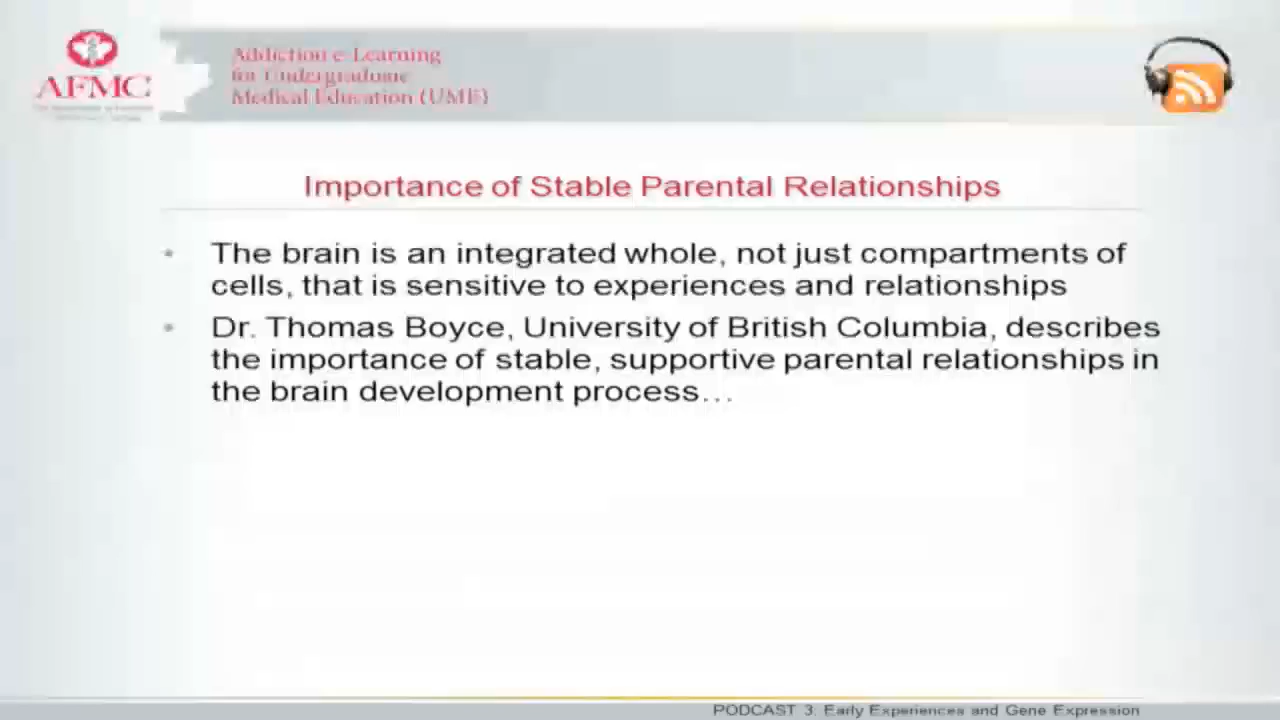 AFMC
Addiction e-Learning
for Undergraduate
Medical Education (UME)
Importance of Stable Parental Relationships
• The brain is an integrated whole, not just compartments of
cells, that is sensitive to experiences and relationships
• Dr. Thomas Boyce, University of British Columbia, describes
the importance of stable, supportive parental relationships in
the brain development process…
PODCAST 3: Early Experiences and Gene Expression